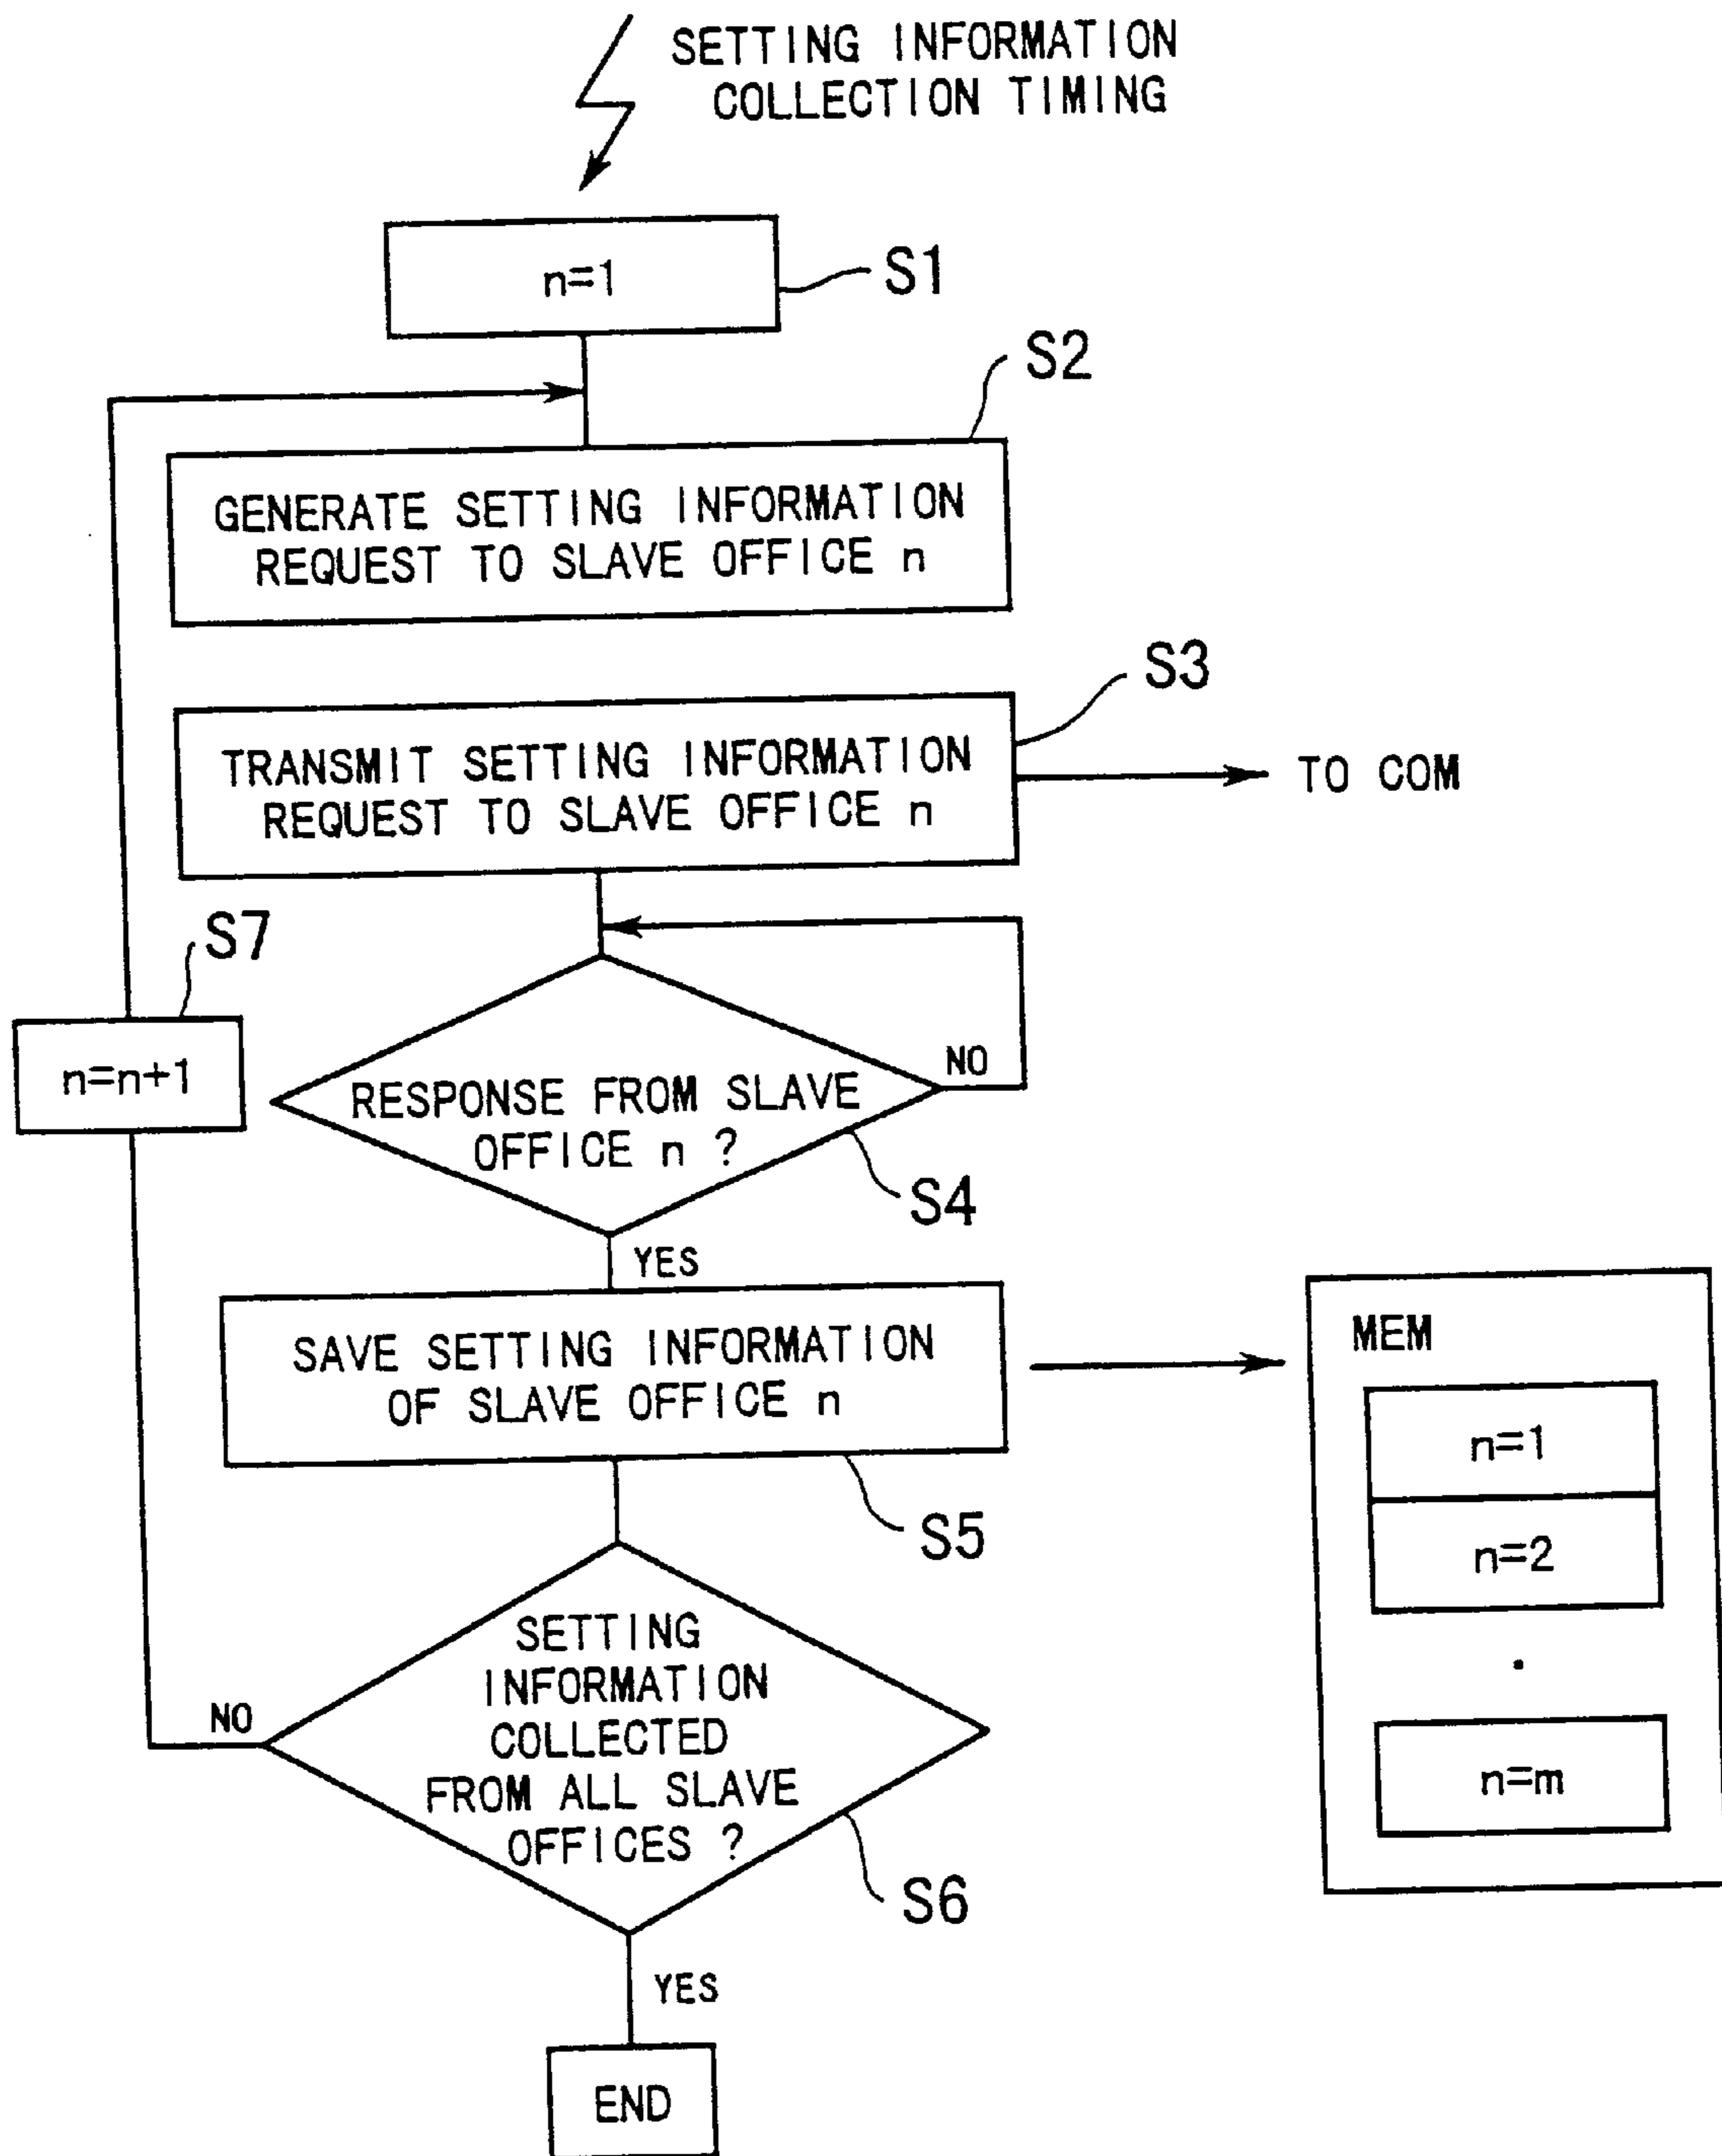 SETTING INFORMATION
COLLECTION TIMING
n=1
S1
S2
GENERATE SETTING INFORMATION
REQUEST TO SLAVE OFFICE n
S3
TRANSMIT SETTING INFORMATION
REQUEST TO SLAVE OFFICE n
TO COM
S7
n=n+1
NO
RESPONSE FROM SLAVE
OFFICE n ?
S4
YES
SAVE SETTING INFORMATION
OF SLAVE OFFICE n
S5
MEM
n=1
n=2
.
n=m
SETTING
INFORMATION
COLLECTED
FROM ALL SLAVE
OFFICES ?
NO
S6
YES
END